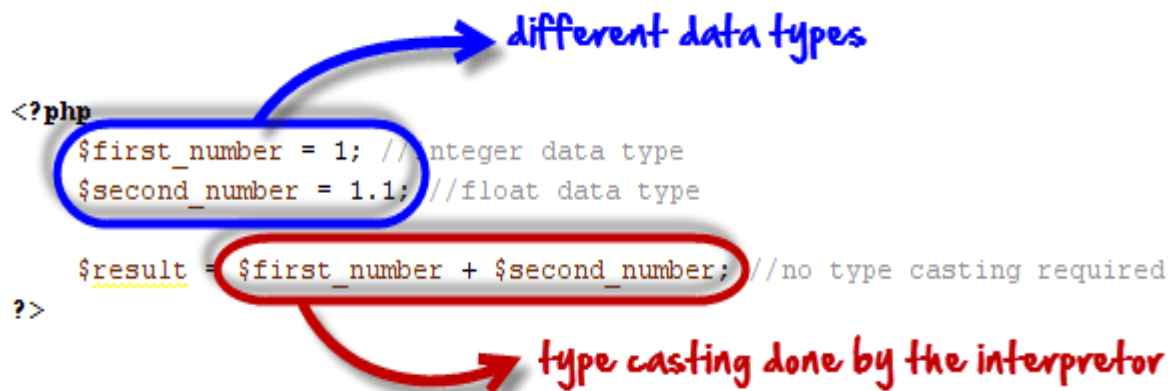 different data types
<?php
$first_number = 1; //integer data type
$second_number = 1.1; //float data type
$result = $first_number + $second_number; //no type casting required
?>
type casting done by the interpretor